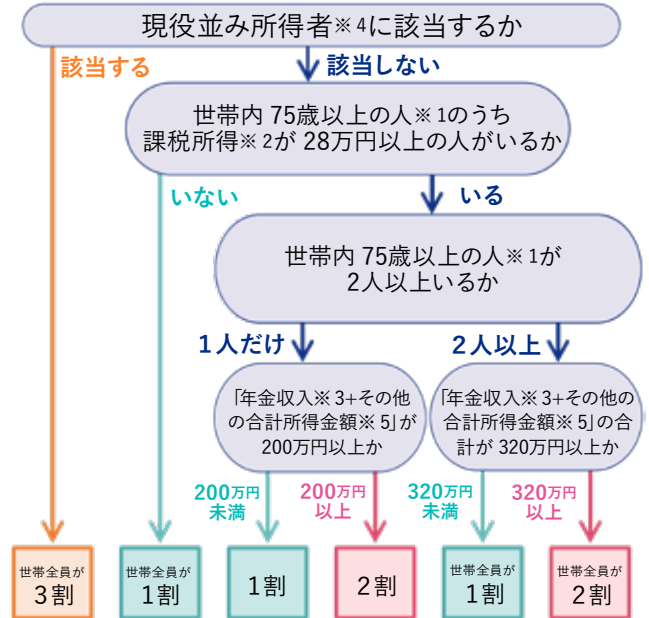 現役並み所得者※4に該当するか
該当する
該当しない
世帯内 75歳以上の人※1のうち
課税所得※2が 28万円以上の人がいるか
いない
いる
世帯内 75歳以上の人※1が
2人以上いるか
1人だけ
2人以上
「年金収入※3+その他
の合計所得金額※5」が
200万円以上か
「年金収入※3+その他の
合計所得金額※5」の合
計が 320万円以上か
200万円
未満
200万円
以上
320万円
未満
320万円
以上
世帯全員が
3割
世帯全員が
1割
1割
2割
世帯全員が
1割
世帯全員が
2割